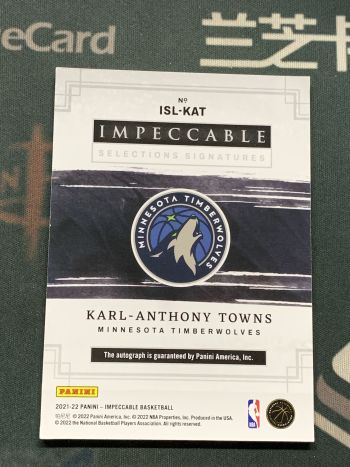 eCard
兰芝卡
Nº
ISL-KAT
IMPECCABLE
SELECTIONS SIGNATURES
MINNESOTA TIMBERWOLVES
KARL-ANTHONY TOWNS
MINNESOTA TIMBERWOLVES
The autograph is guaranteed by Panini America, Inc.
PANINI
2021-22 PANINI – IMPECCABLE BASKETBALL
© 2022 Panini America, Inc. © 2022 NBA Properties, Inc. Produced in the USA.
© 2022 the National Basketball Players Association. All rights reserved.